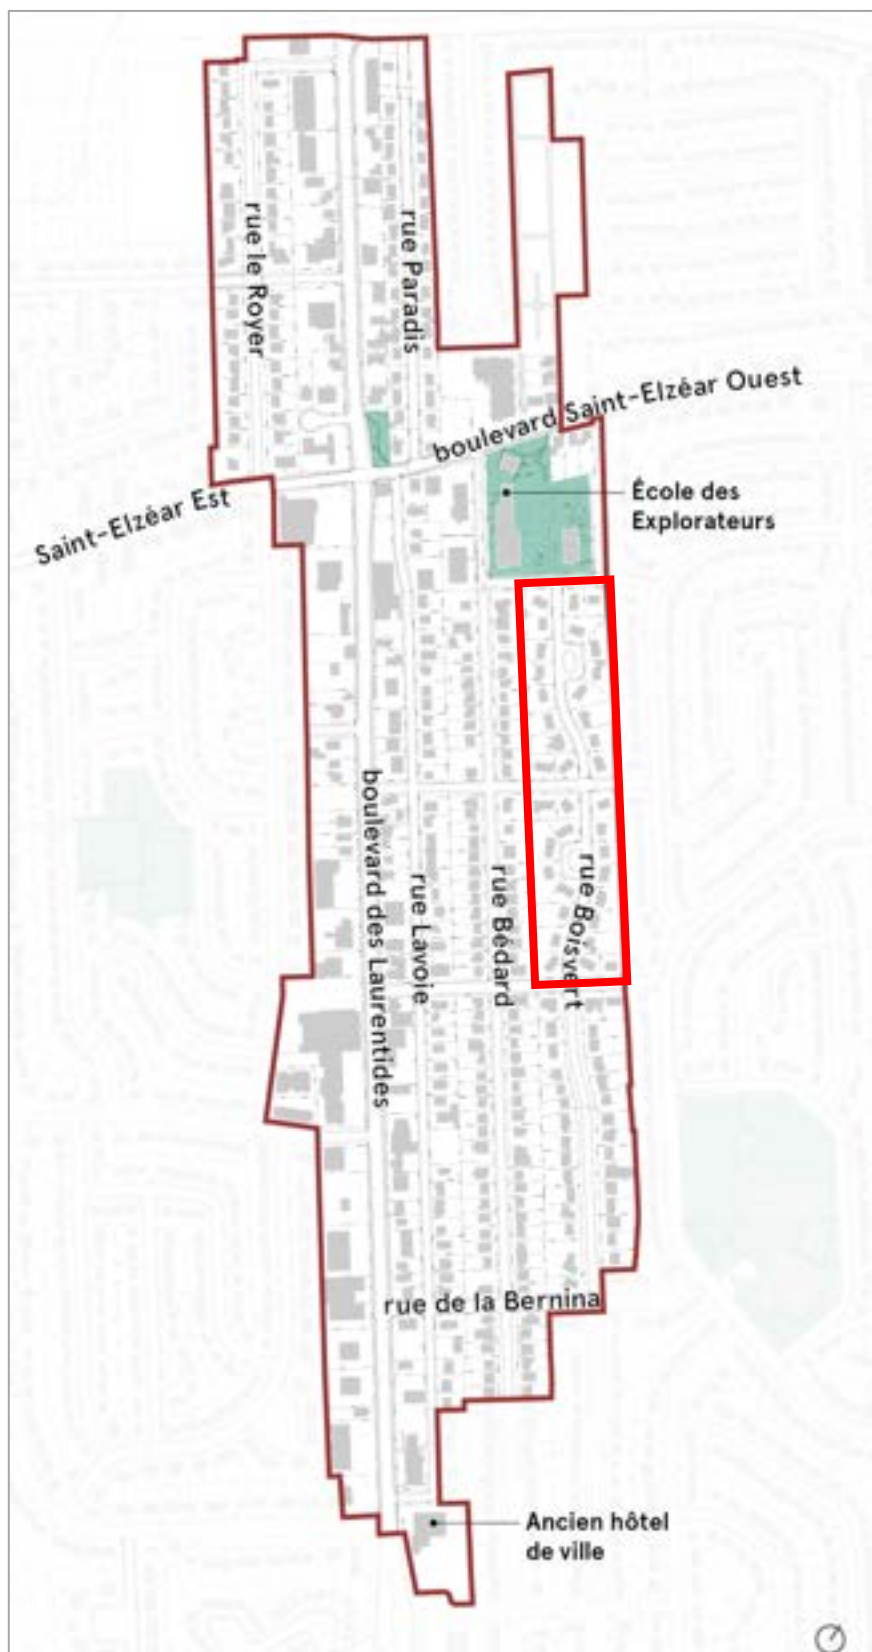 rue le Royer
rue Paradis
boulevard Saint-Elzéar Ouest
École des
Explorateurs
Saint-Elzéar Est
boulevard des Laurentides
rue Lavoie
rue Bédard
rue Boisvert
rue de la Bernina
Ancien hôtel
de ville